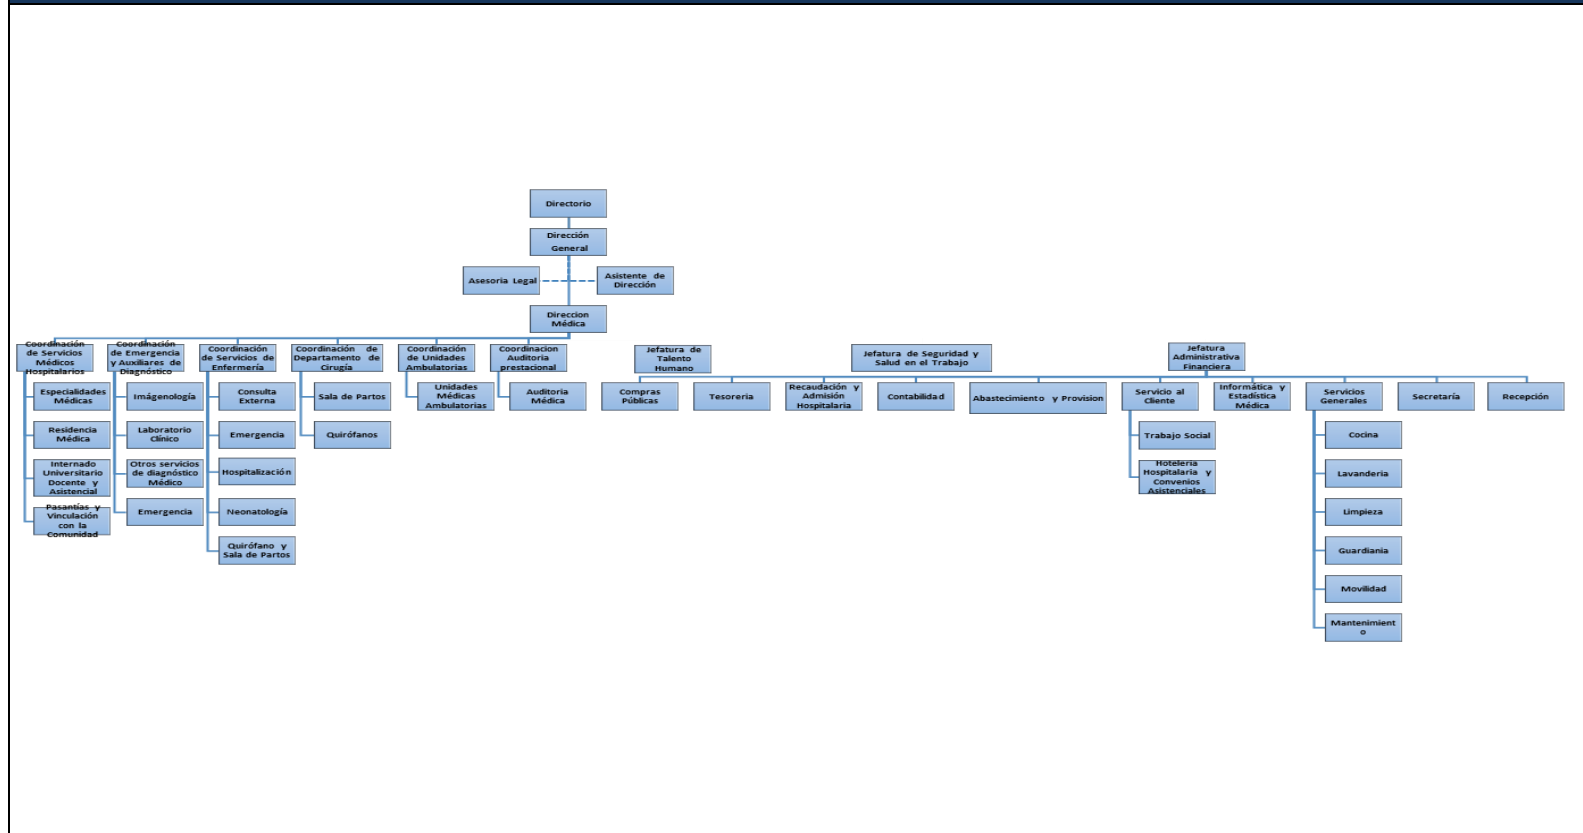 Directorio
Dirección
General
Asesoria Legal
Asistente de
Dirección
Direccion
Médica
Coordinación
de Servicios
Médicos
Hospitalarios
Coordinación
de Emergencia
y Auxiliares de
Diagnóstico
Coordinación
de Servicios de
Enfermería
Coordinación de
Departamento de
Cirugía
Coordinación
de Unidades
Ambulatorias
Coordinacion
Auditoria
prestacional
Jefatura de
Talento
Humano
Jefatura de Seguridad y
Salud en el Trabajo
Jefatura
Administrativa
Financiera
Especialidades
Médicas
Residencia
Médica
Internado
Universitario
Docente y
Asistencial
Pasantías y
Vinculación
con la
Comunidad
Imágenología
Laboratorio
Clínico
Otros servicios
de diagnóstico
Médico
Emergencia
Consulta
Externa
Emergencia
Hospitalización
Neonatología
Quirófano y
Sala de Partos
Sala de Partos
Quirófanos
Unidades
Médicas
Ambulatorias
Auditoria
Médica
Compras
Públicas
Tesoreria
Recaudación y
Admisión
Hospitalaria
Contabilidad
Abastecimiento y Provision
Servicio al
Cliente
Trabajo Social
Hoteleria
Hospitalaria y
Convenios
Asistenciales
Informática y
Estadística
Médica
Servicios
Generales
Cocina
Lavanderia
Limpieza
Guardiania
Movilidad
Mantenimient
o
Secretaría
Recepción